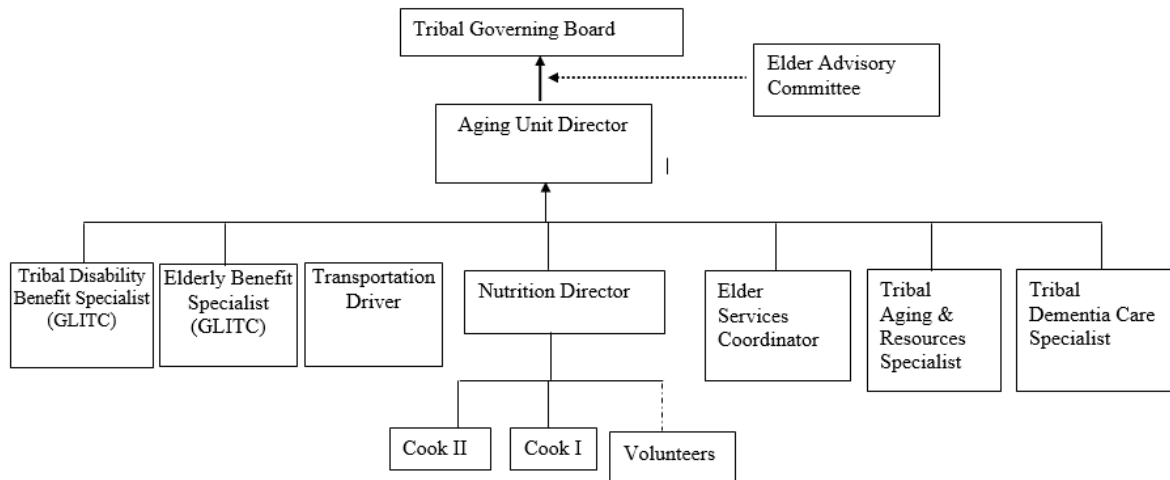 Tribal Governing Board
Elder Advisory
Committee
Aging Unit Director
Tribal Disability
Benefit Specialist
(GLITC)
Elderly Benefit
Specialist
(GLITC)
Transportation
Driver
Nutrition Director
Elder
Services
Coordinator
Tribal
Aging &
Resources
Specialist
Tribal
Dementia Care
Specialist
Cook II
Cook I
Volunteers